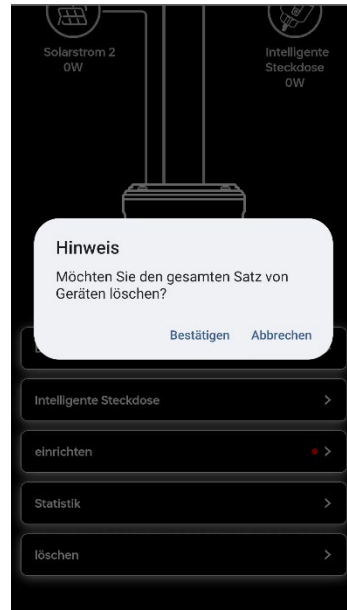 Solarstrom 2
0W
Intelligente
Steckdose
0W
Hinweis
Möchten Sie den gesamten Satz von
Geräten löschen?
Bestätigen Abbrechen
Intelligente Steckdose
einrichten
Statistik
löschen